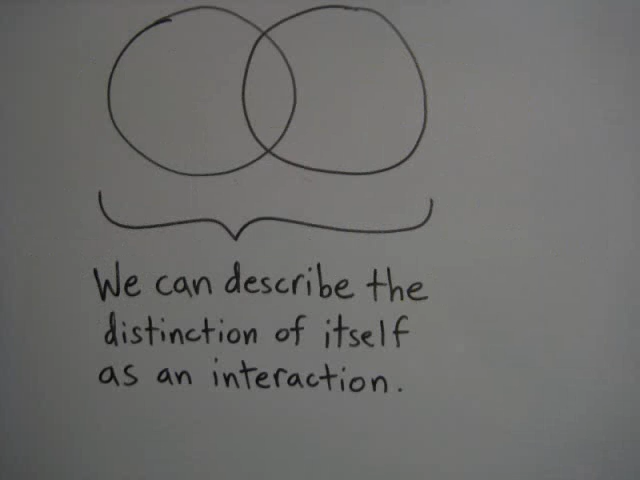 We can describe the
distinction of itself
as an interaction.